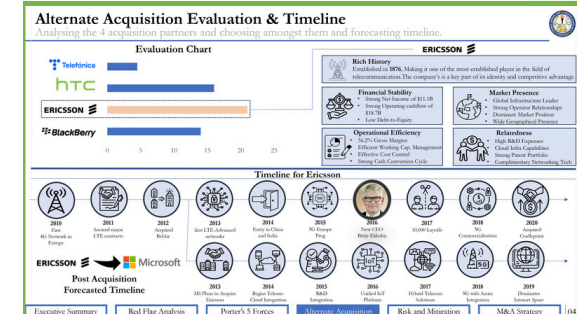 Alternate Acquisition Evaluation & Timeline
Analysing the 4 acquisition partners and choosing amongst them and forecasting timeline.
Evaluation Chart
Telefónica
hTC
ERICSSON
BlackBerry
0 5 10 15 20 25
ERICSSON
Rich History
Established in 1876, Making it one of the most established player in the field of
telecommunication. The company's is a key part of its identity and competitive advantage.
Financial Stability
• Strong Net Income of $11.1B
• Strong Operating cashflow of
$18.7B
• Low Debt-to-Equity
Market Presence
• Global Infrastructure Leader
• Strong Operator Relationships
• Dominant Market Position
• Wide Geographical Presence
Operational Efficiency
• 36.2% Gross Margins
• Efficient Working Cap. Management
• Effective Cost Control
• Strong Cash Conversion Cycle
Relatedness
• High R&D Expenses
• Cloud Infra Capabilities
• Strong Patent Portfolio
• Complimentary Networking Tech
Timeline for Ericsson
2010
First
4G Network in
Europe
2011
Secured major
LTE contracts
2012
Acquired
BelAir
2013
first LTE-Advanced
networks
2014
Entry in China
and India
2015
5G Europe
Prog
2016
New CEO
Börje Ekholm
2017
10,000 Layoffs
2018
5G
Commercialisation
2020
Acquired
Cradlepoint
ERICSSON Microsoft
Post Acquisition
Forecasted Timeline
2013
MS Plans to Acquire
Ericsson
2014
Begins Telecom-
Cloud Integration
2015
R&D
Integration
2016
Unified IoT
Platform
2017
Hybrid Telecom
Solutions
2018
5G with Azure
Integration
2019
Dominates
Internet Space
Executive Summary
Red Flag Analysis
Porter's 5 Forces
Alternate Acquisition
Risk and Mitigation
M&A Strategy
04